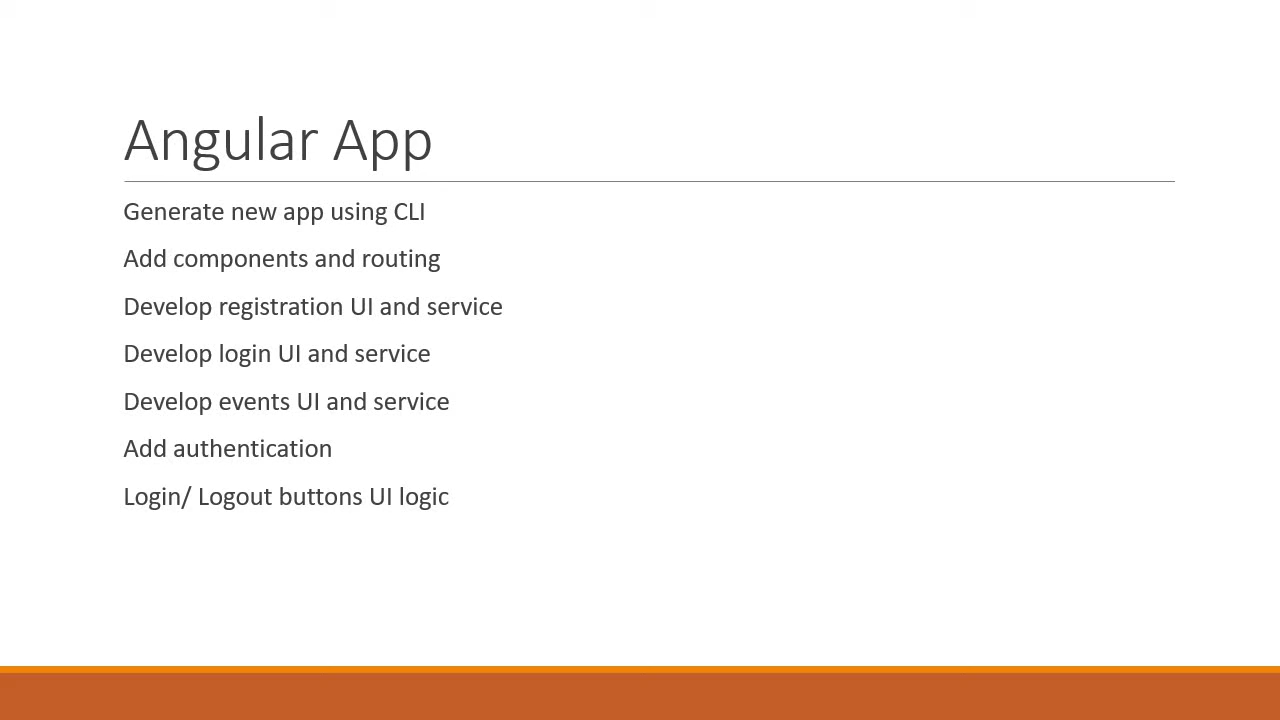 Angular App
Generate new app using CLI
Add components and routing
Develop registration UI and service
Develop login UI and service
Develop events UI and service
Add authentication
Login/ Logout buttons UI logic